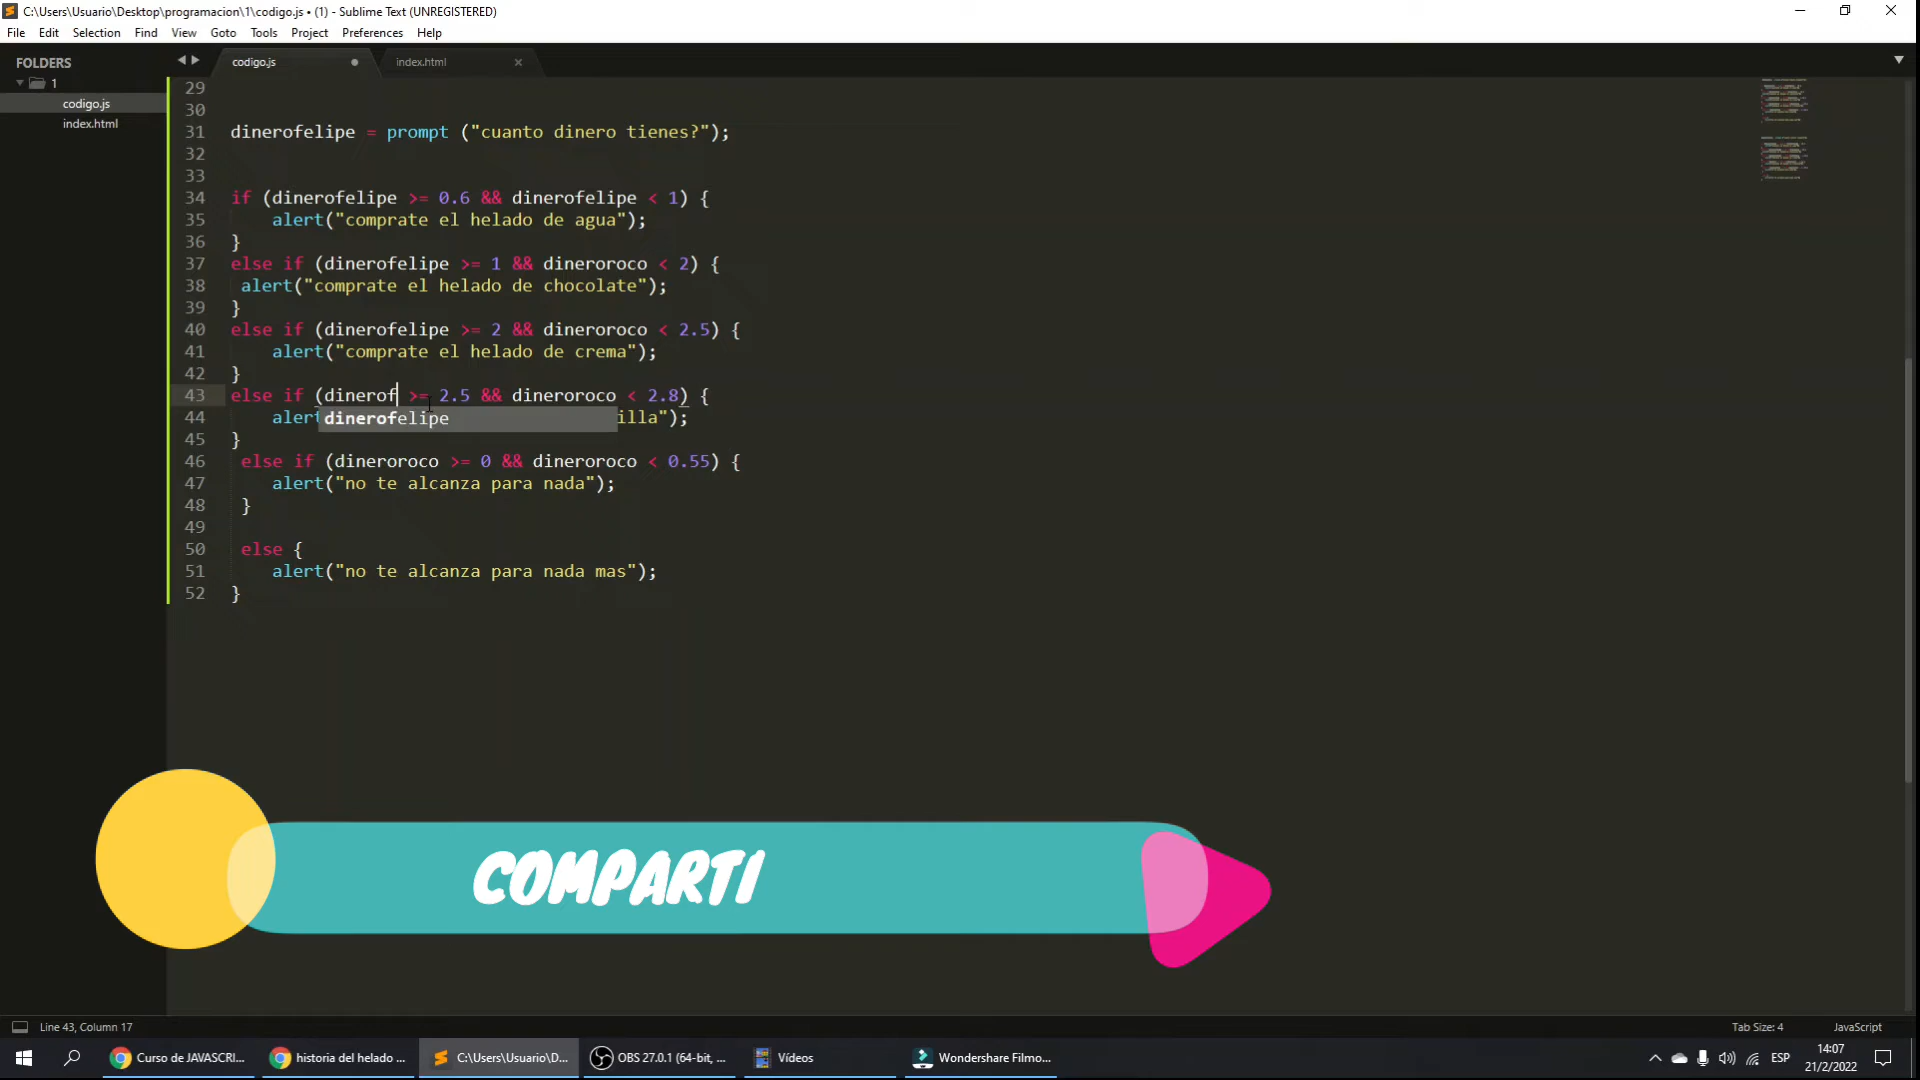 C:\Users\Usuario\Desktop\programacion\1\codigo.js • (1) - Sublime Text (UNREGISTERED)
File Edit Selection Find View Goto Tools Project Preferences Help
FOLDERS
1
codigo.js
index.html
codigo.js
index.html
29
30
31 dinerofelipe = prompt ("cuanto dinero tienes?");
32
33
34 if (dinerofelipe >= 0.6 && dinerofelipe < 1) {
35 alert("comprate el helado de agua");
36 }
37 else if (dinerofelipe >= 1 && dineroroco < 2) {
38 alert("comprate el helado de chocolate");
39 }
40 else if (dinerofelipe >= 2 && dineroroco < 2.5) {
41 alert("comprate el helado de crema");
42 }
43 else if (dinerof >= 2.5 && dineroroco < 2.8) {
44 alert illa");
dinerofelipe
45 }
46 else if (dineroroco >= 0 && dineroroco < 0.55) {
47 alert("no te alcanza para nada");
48 }
49
50 else {
51 alert("no te alcanza para nada mas");
52 }
COMPARTI
Line 43, Column 17
Tab Size: 4
JavaScript
Curso de JAVASCRI...
historia del helado ...
C:\Users\Usuario\D...
OBS 27.0.1 (64-bit, ...
Vídeos
Wondershare Filmo...
ESP
14:07
21/2/2022